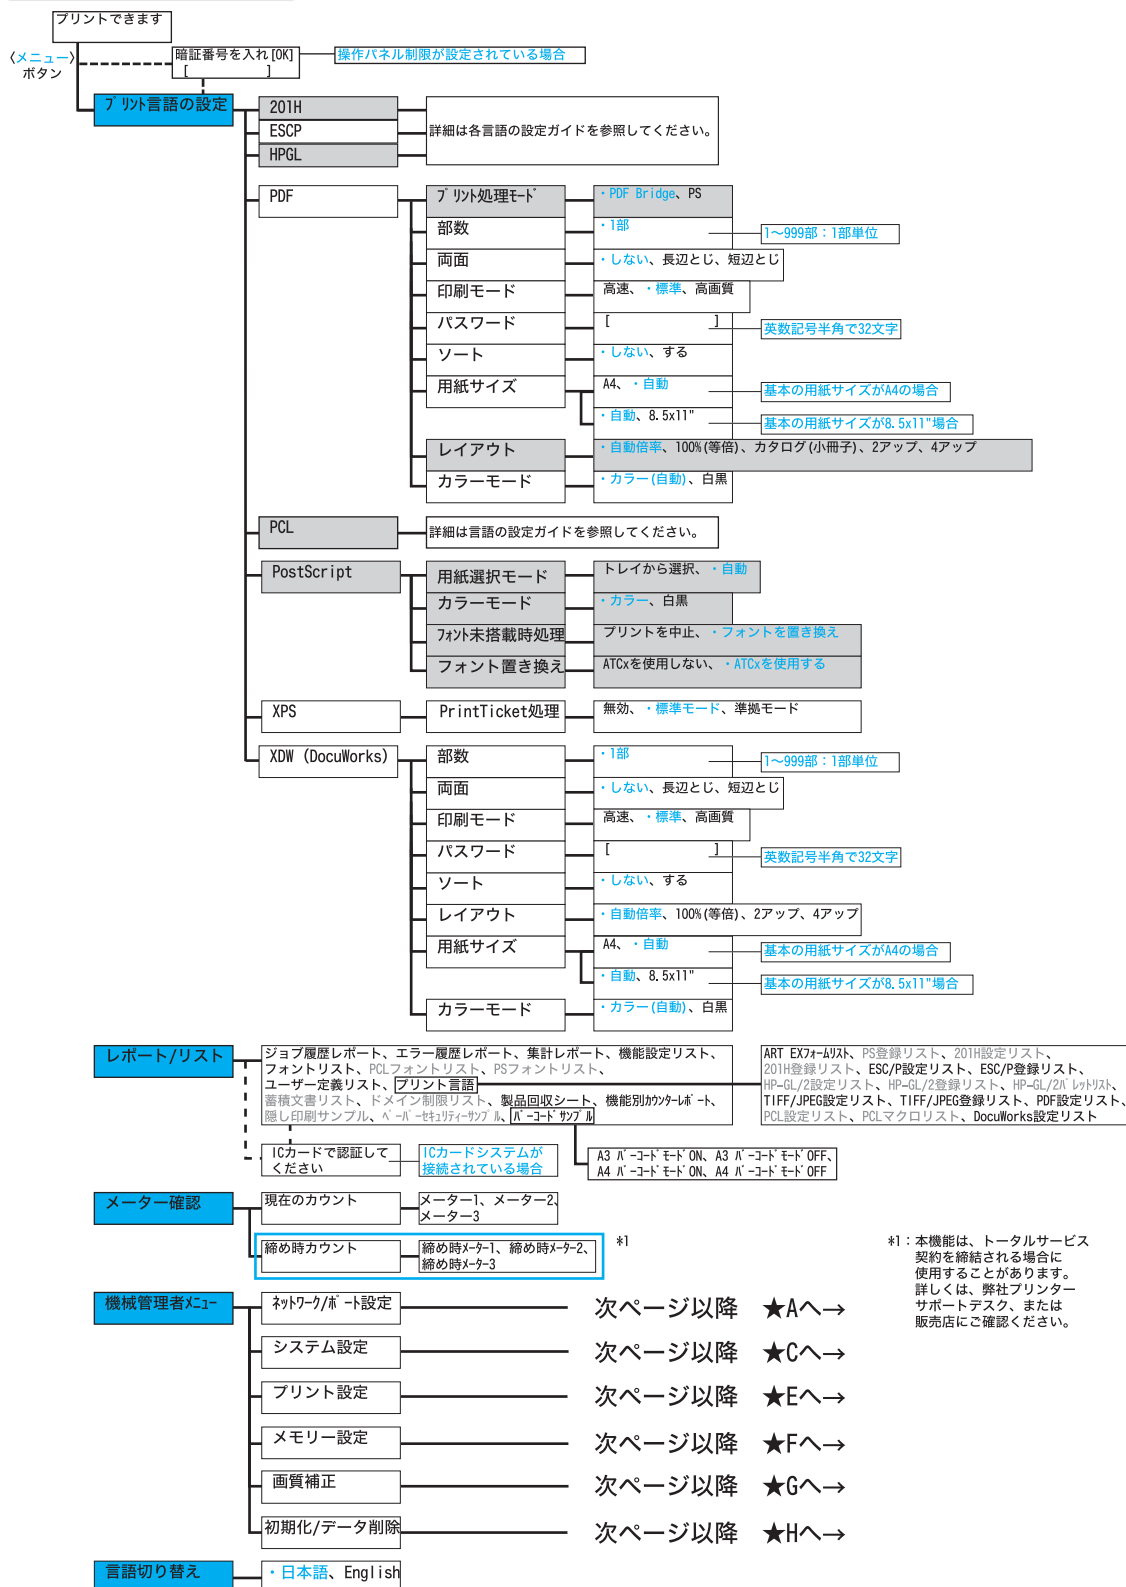 プリントできます
〈メニュー〉
ボタン
暗証番号を入れ[OK]
[ ]
操作パネル制限が設定されている場合
プリント言語の設定
201H
ESCP
HPGL
詳細は各言語の設定ガイドを参照してください。
PDF
プリント処理モード
・PDF Bridge、PS
部数
・1部
1～999部：1部単位
両面
・しない、長辺とじ、短辺とじ
印刷モード
高速、・標準、高画質
パスワード
[ ]
英数記号半角で32文字
ソート
・しない、する
用紙サイズ
A4、・自動
基本の用紙サイズがA4の場合
・自動、8.5x11"
基本の用紙サイズが8.5x11"場合
レイアウト
・自動倍率、100%(等倍)、カタログ(小冊子)、2アップ、4アップ
カラーモード
・カラー(自動)、白黒
PCL
詳細は言語の設定ガイドを参照してください。
PostScript
用紙選択モード
トレイから選択、・自動
カラーモード
・カラー、白黒
フォント未搭載時処理
プリントを中止、・フォントを置き換え
フォント置き換え
ATCxを使用しない、・ATCxを使用する
XPS
PrintTicket処理
無効、・標準モード、準拠モード
XDW (DocuWorks)
部数
・1部
1～999部：1部単位
両面
・しない、長辺とじ、短辺とじ
印刷モード
高速、・標準、高画質
パスワード
[ ]
英数記号半角で32文字
ソート
・しない、する
レイアウト
・自動倍率、100%(等倍)、2アップ、4アップ
用紙サイズ
A4、・自動
基本の用紙サイズがA4の場合
・自動、8.5x11"
基本の用紙サイズが8.5x11"場合
カラーモード
・カラー(自動)、白黒
レポート/リスト
ジョブ履歴レポート、エラー履歴レポート、集計レポート、機能設定リスト、
フォントリスト、PCLフォントリスト、PSフォントリスト、
ユーザー定義リスト、プリント言語
蓄積文書リスト、ドメイン制限リスト、製品回収シート、機能別カウンターレポート、
隠し印刷サンプル、ペーパーセキュリティーサンプル、バーコードサンプル
ART EXフォームリスト、PS登録リスト、201H設定リスト、
201H登録リスト、ESC/P設定リスト、ESC/P登録リスト、
HP-GL/2設定リスト、HP-GL/2登録リスト、HP-GL/2パレットリスト、
TIFF/JPEG設定リスト、TIFF/JPEG登録リスト、PDF設定リスト、
PCL設定リスト、PCLマクロリスト、DocuWorks設定リスト
ICカードで認証して
ください
ICカードシステムが
接続されている場合
A3 バーコードモードON、A3 バーコードモードOFF、
A4 バーコードモードON、A4 バーコードモードOFF
メーター確認
現在のカウント
メーター1、メーター2、
メーター3
締め時カウント
締め時メーター1、締め時メーター2、
締め時メーター3
*1
*1：本機能は、トータルサービス
契約を締結される場合に
使用することがあります。
詳しくは、弊社プリンター
サポートデスク、または
販売店にご確認ください。
機械管理者メニュー
ネットワーク/ポート設定
次ページ以降 ★Aへ→
システム設定
次ページ以降 ★Cへ→
プリント設定
次ページ以降 ★Eへ→
メモリー設定
次ページ以降 ★Fへ→
画質補正
次ページ以降 ★Gへ→
初期化/データ削除
次ページ以降 ★Hへ→
言語切り替え
・日本語、English